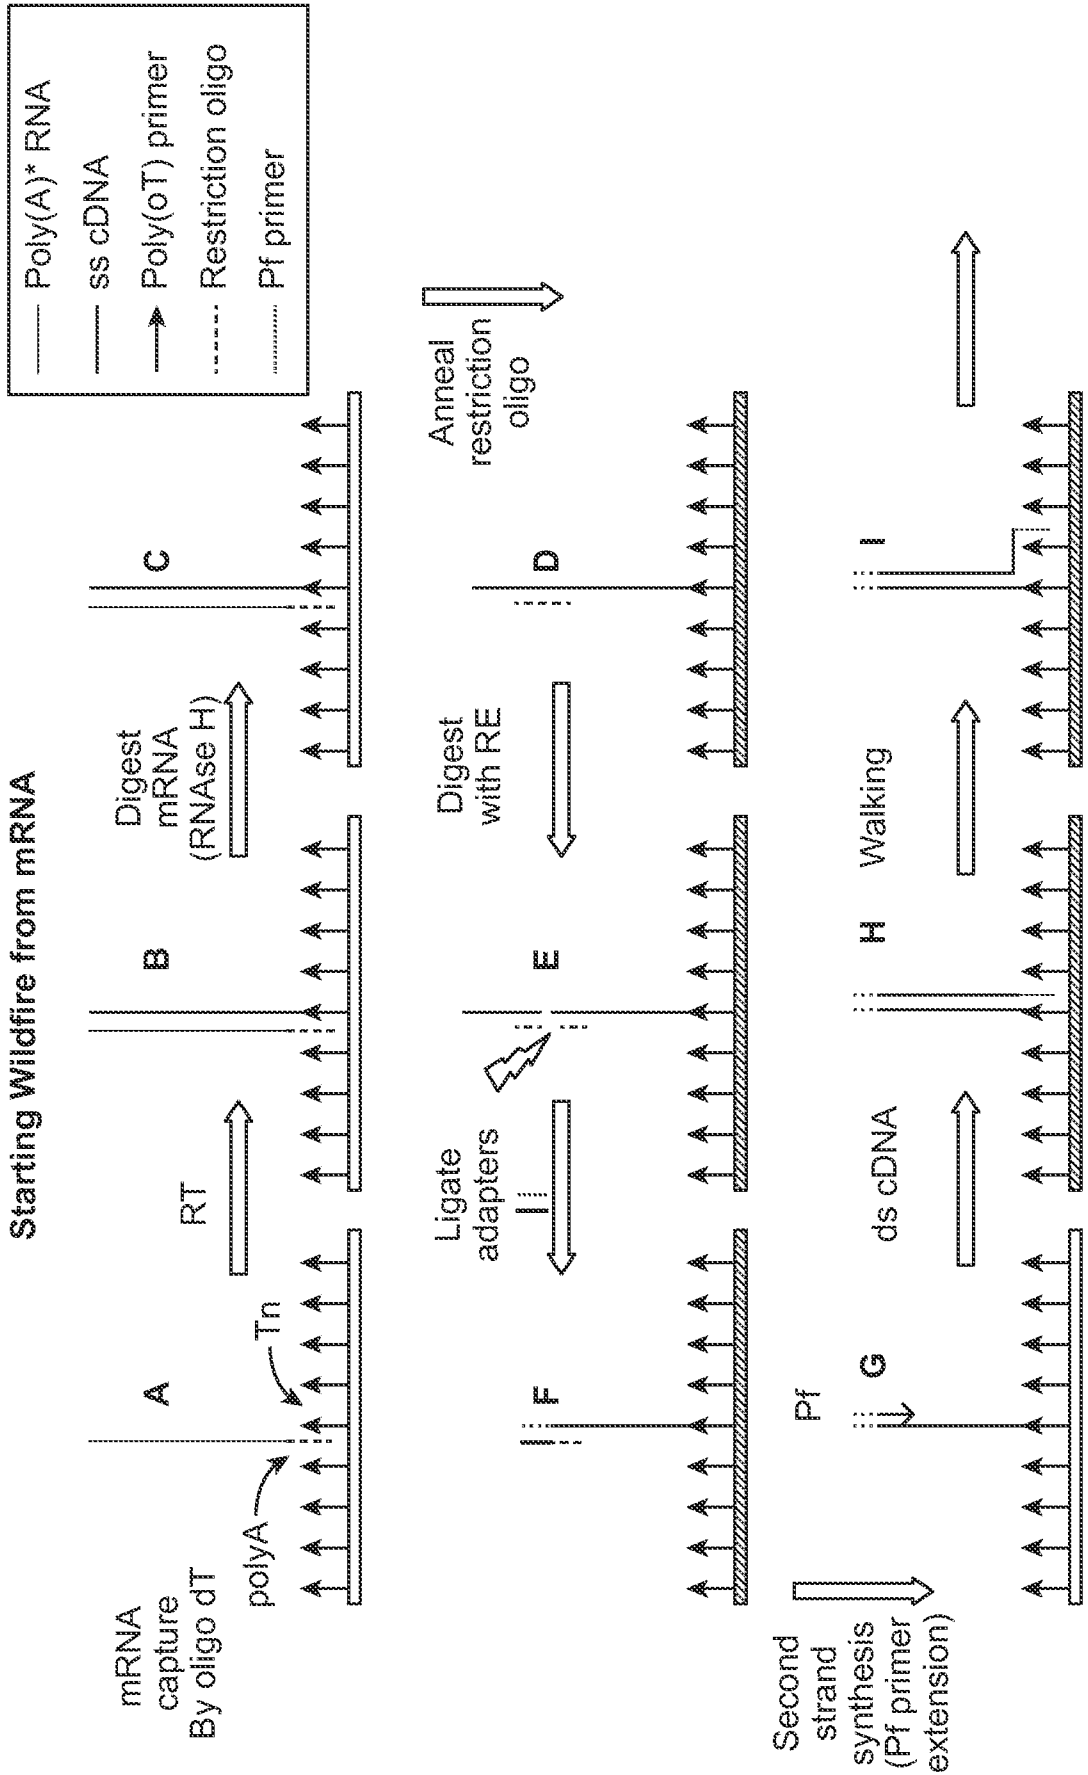 Starting Wildfire from mRNA
Poly(A)* RNA
ss cDNA
Poly(oT) primer
Restriction oligo
Pf primer
mRNA
capture
By oligo dT
polyA
Tn
A
RT
B
Digest
mRNA
(RNAse H)
C
Anneal
restriction
oligo
D
Digest
with RE
E
Ligate
adapters
F
Second
strand
synthesis
(Pf primer
extension)
Pf
G
ds cDNA
H
Walking
I